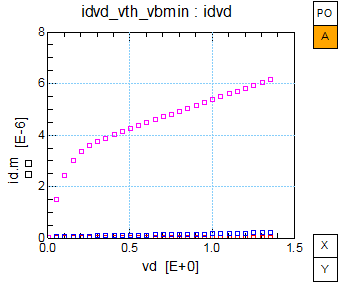 idvd_vth_vbmin : idvd
PO
A
8
6
4
2
0
id.m [E-6]
0.0
0.5
1.0
1.5
vd [E+0]
X
Y